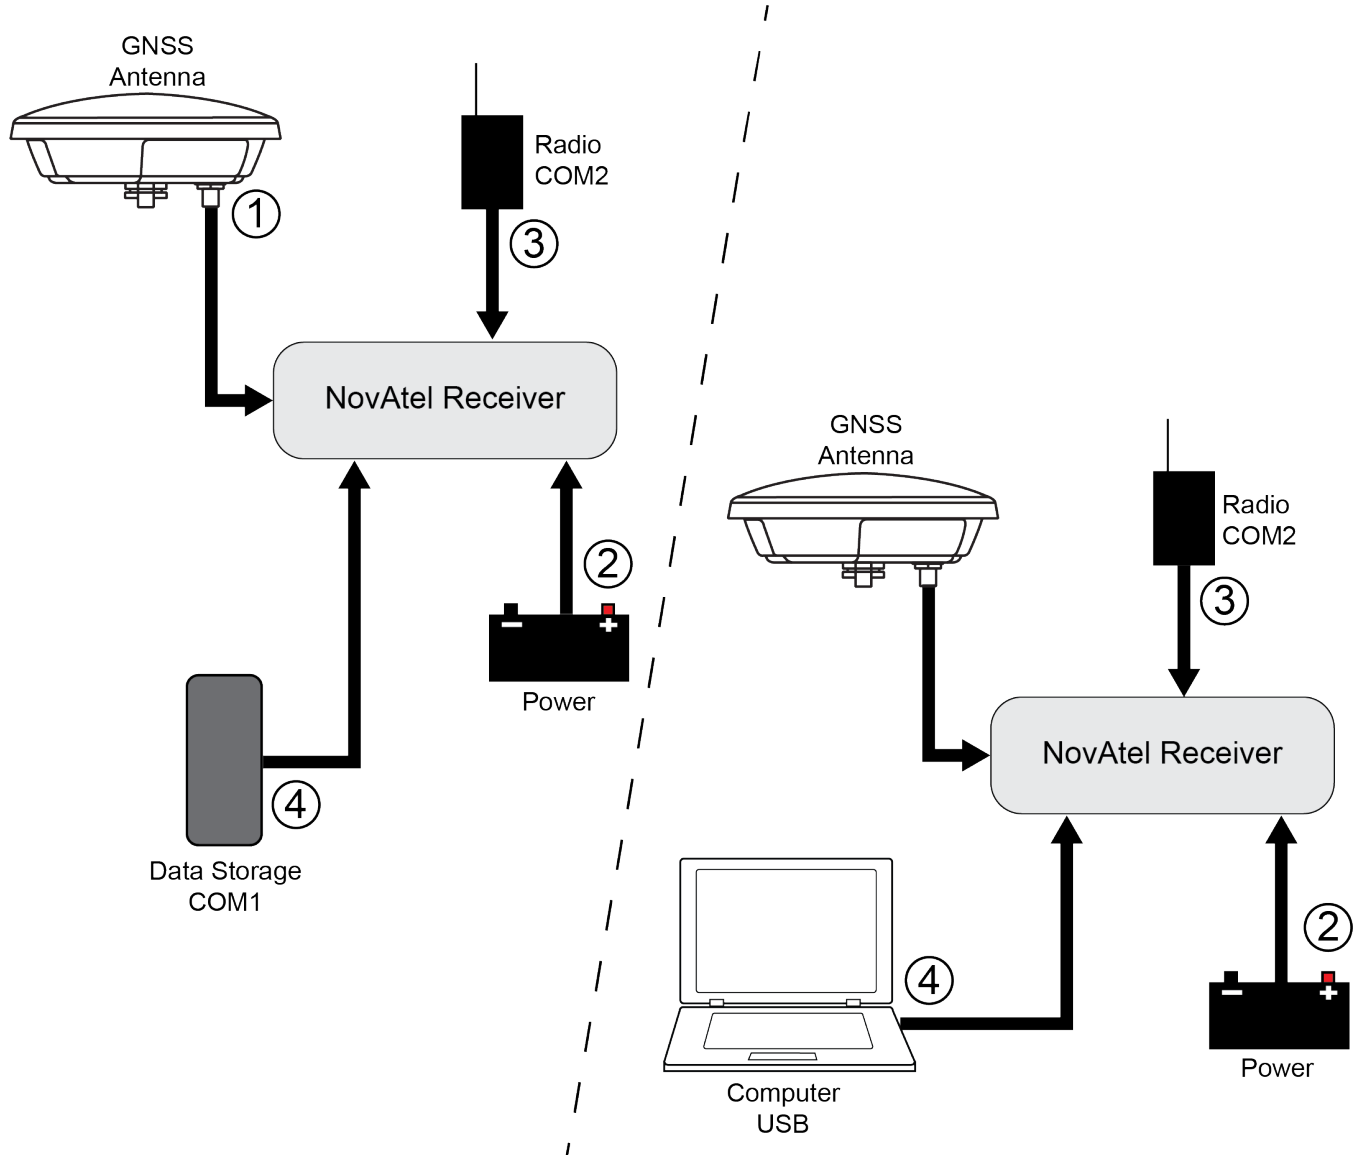 GNSS
Antenna
Radio
COM2
1
3
NovAtel Receiver
2
Power
4
Data Storage
COM1
GNSS
Antenna
Radio
COM2
3
NovAtel Receiver
2
4
Power
Computer
USB